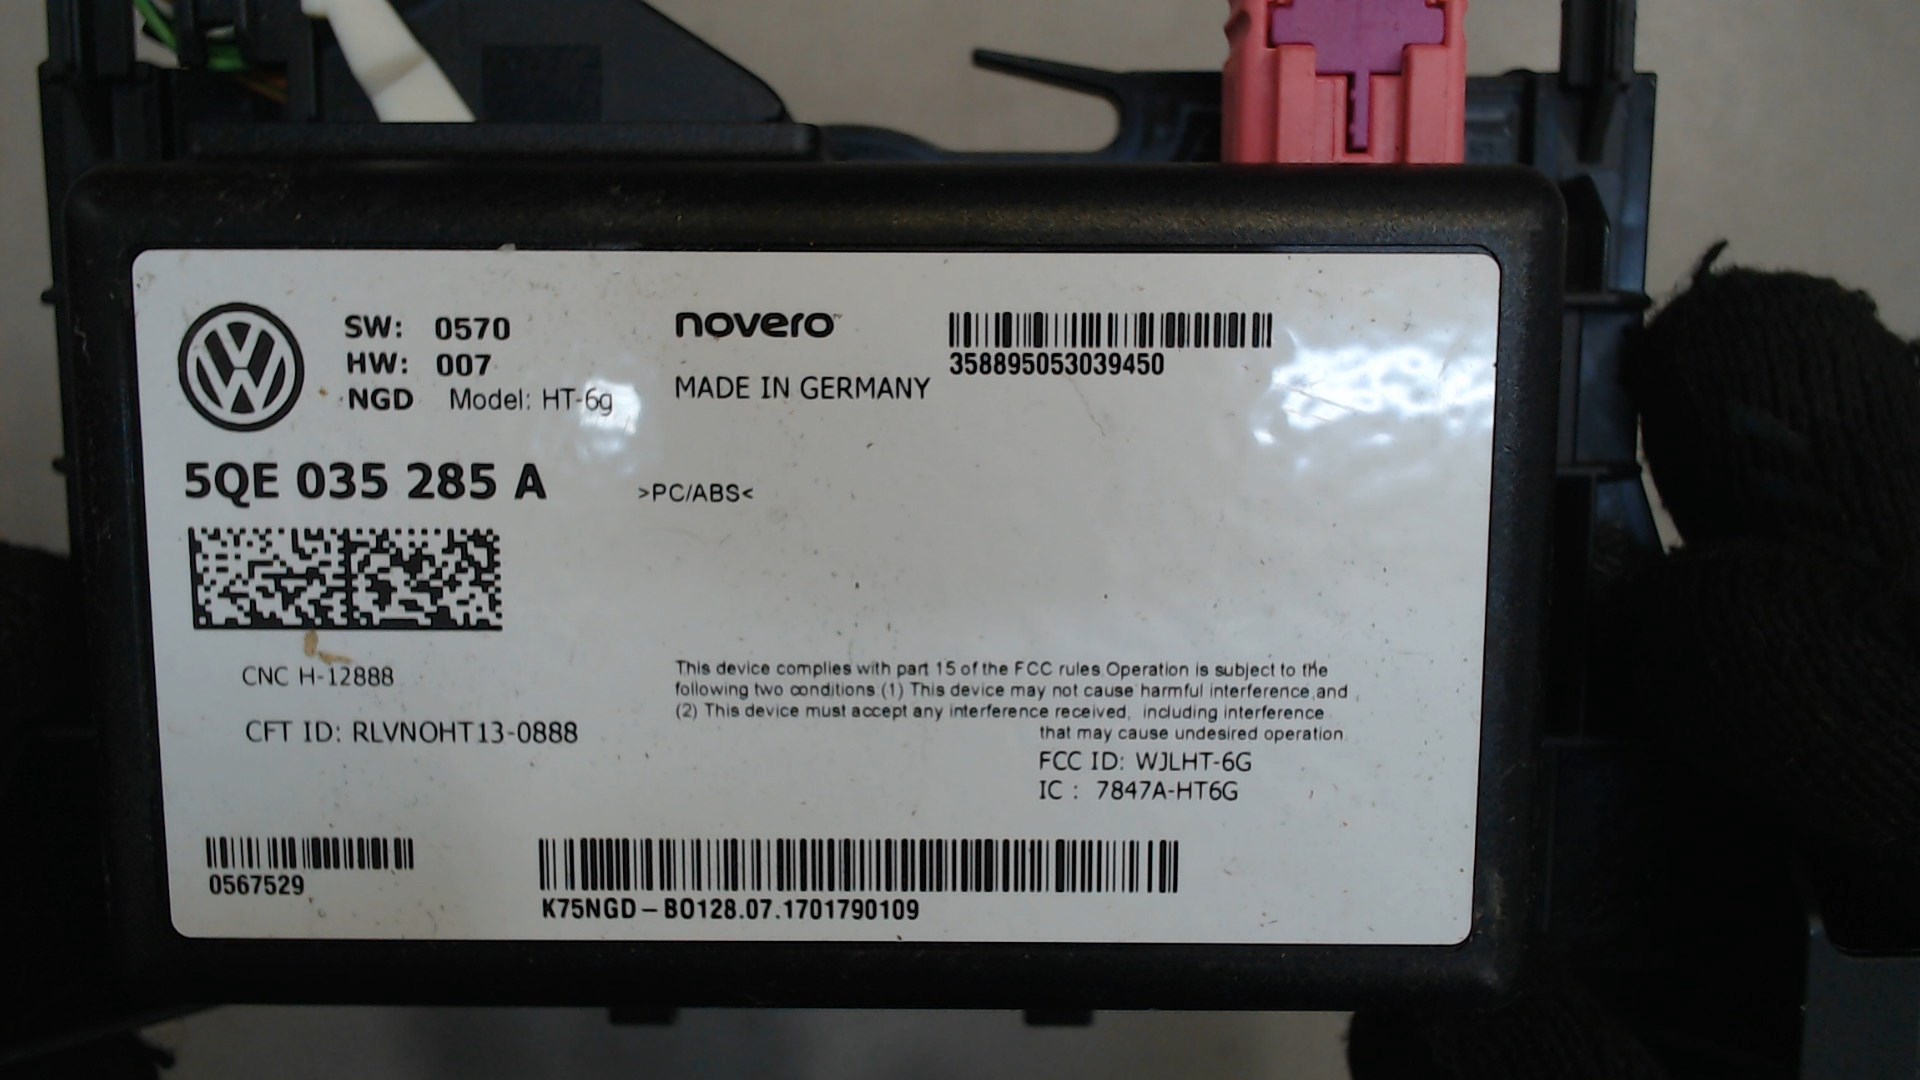 SW: 0570
HW: 007
NGD Model: HT-6g
novero
MADE IN GERMANY
358895053039450
5QE 035 285 A
>PC/ABS<
CNC H-12888
CFT ID: RLVNOHT13-0888
This device complies with part 15 of the FCC rules.Operation is subject to the
following two conditions.(1) This device may not cause harmful interference,and
(2) This device must accept any interference received, including interference
that may cause undesired operation.
FCC ID: WJLHT-6G
IC : 7847A-HT6G
0567529
K75NGD-BO128.07.1701790109